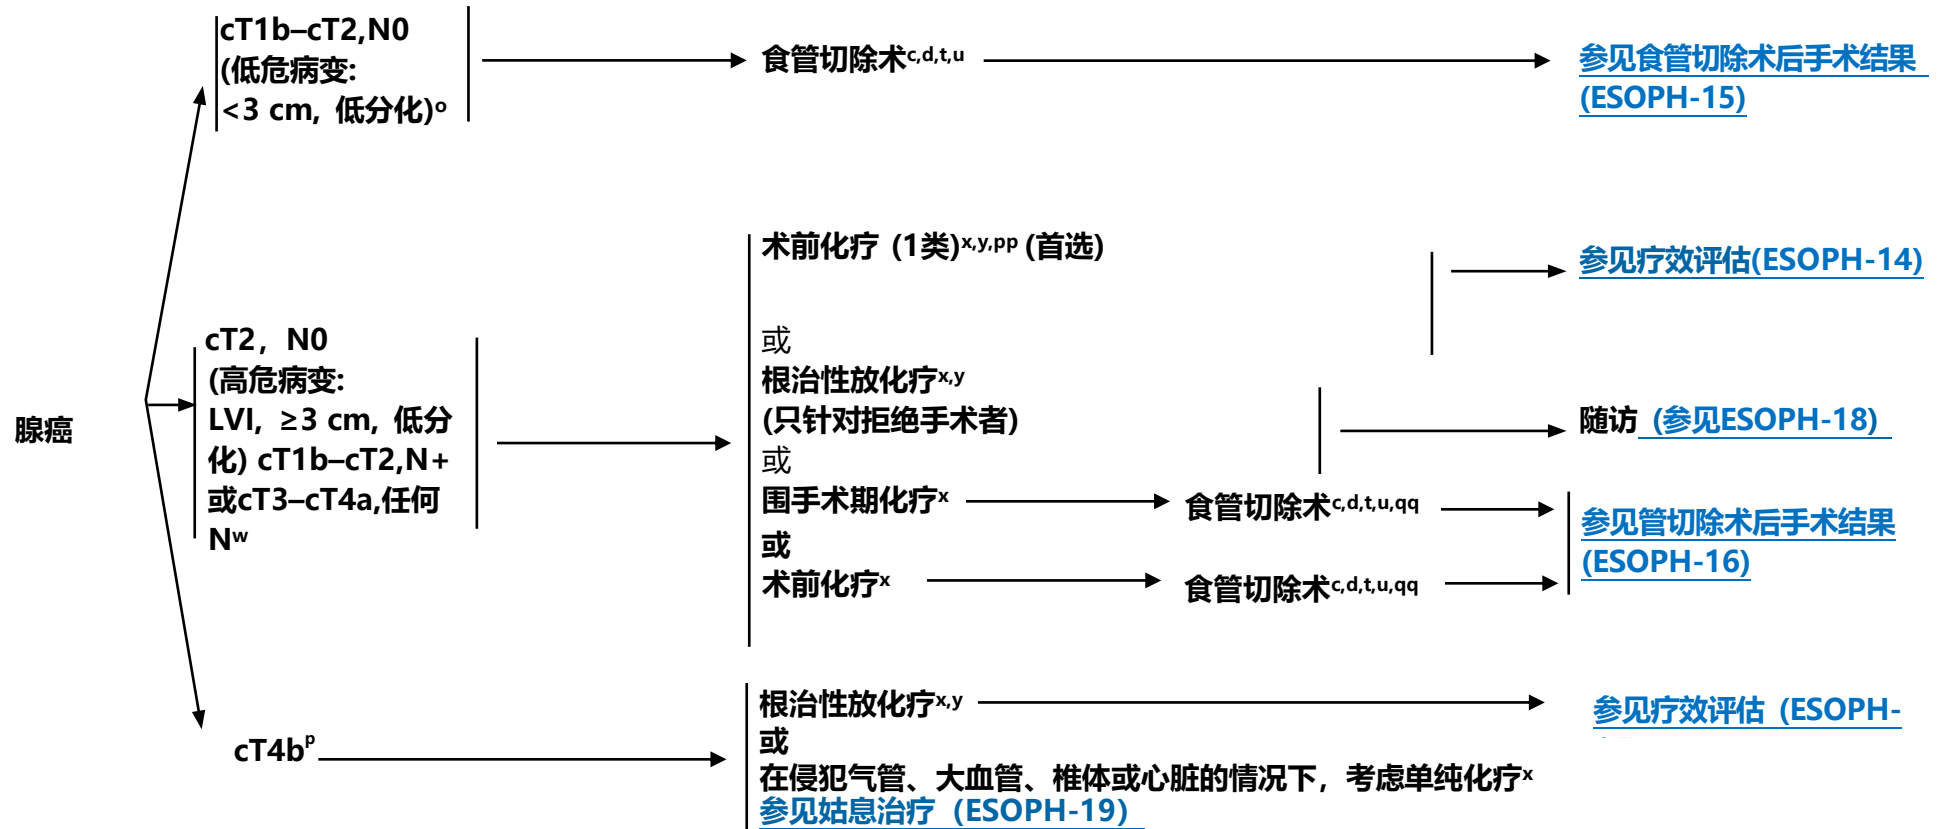 cT1b–cT2,N0
(低危病变:
<3 cm, 低分化)ᵒ
食管切除术c,d,t,u
参见食管切除术后手术结果
(ESOPH-15)
术前化疗 (1类)x,y,pp (首选)
参见疗效评估(ESOPH-14)
或
根治性放化疗x,y
(只针对拒绝手术者)
或
围手术期化疗x
或
术前化疗x
腺癌
cT2, N0
(高危病变:
LVI, ≥3 cm, 低分
化) cT1b–cT2,N+
或cT3–cT4a,任何
Nw
随访 (参见ESOPH-18)
食管切除术c,d,t,u,qq
食管切除术c,d,t,u,qq
参见管切除术后手术结果
(ESOPH-16)
cT4bp
根治性放化疗x,y
或
在侵犯气管、大血管、椎体或心脏的情况下，考虑单纯化疗x
参见姑息治疗 (ESOPH-19)
参见疗效评估 (ESOPH-